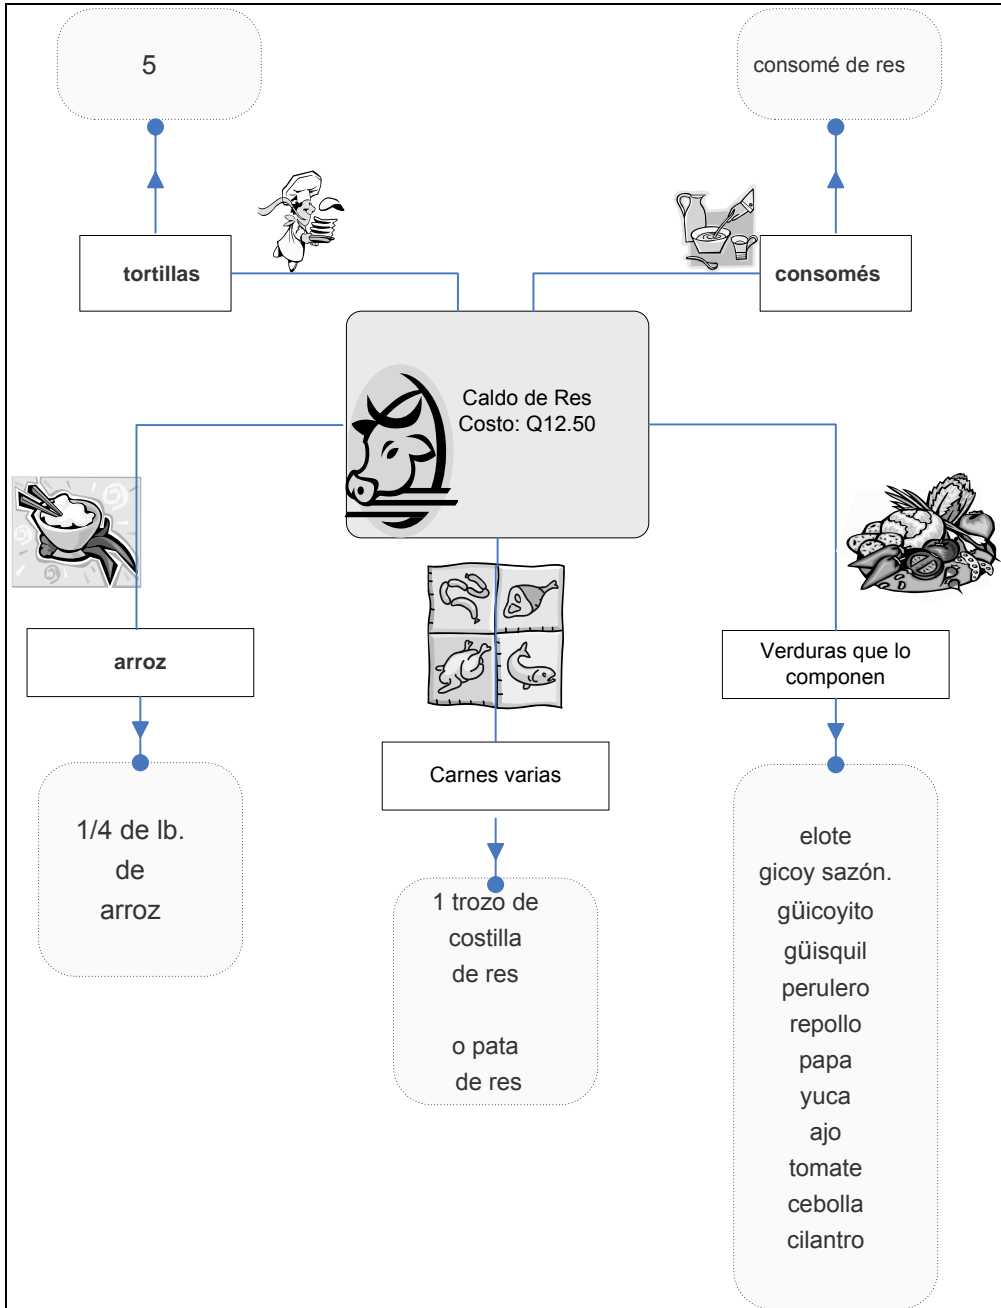 5
consomé de res
tortillas
consomés
Caldo de Res
Costo: Q12.50
arroz
Verduras que lo
componen
Carnes varias
1/4 de lb.
de
arroz
1 trozo de
costilla
de res
o pata
de res
elote
gicoy sazón.
güicoyito
güisquil
perulero
repollo
papa
yuca
ajo
tomate
cebolla
cilantro